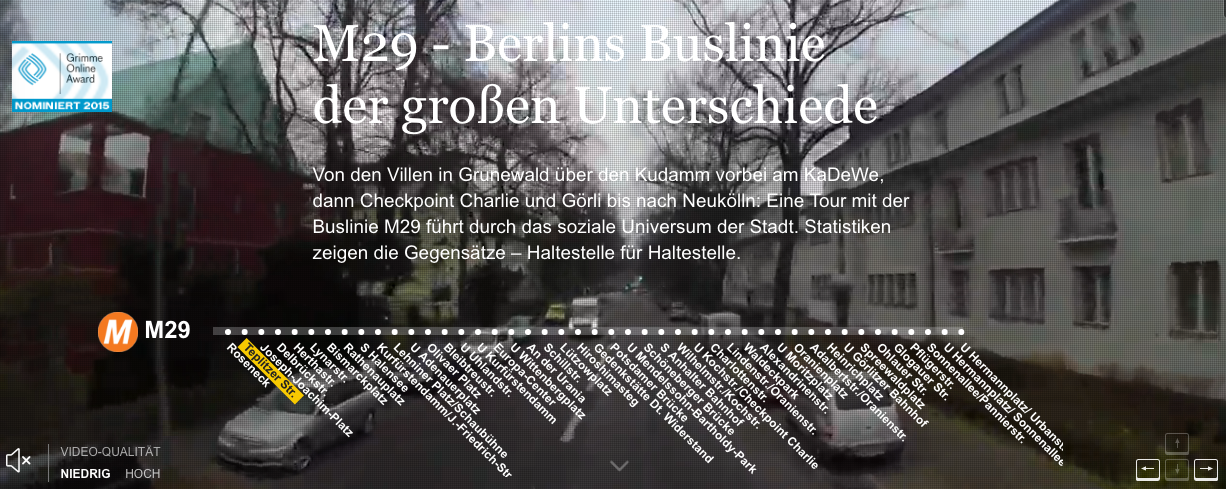 M29 - Berlins Buslinie
der großen Unterschiede
Grimme
Online
Award
NOMINIERT 2015
Von den Villen in Grunewald über den Kudamm vorbei am KaDeWe,
dann Checkpoint Charlie und Görli bis nach Neukölln: Eine Tour mit der
Buslinie M29 führt durch das soziale Universum der Stadt. Statistiken
zeigen die Gegensätze – Haltestelle für Haltestelle.
M M29
Roseneck
Teplitzer Str.
Joseph-Joachim-Platz
Delbrückstr.
Herthastr.
Lynarstr.
Bismarckplatz
Rathenauplatz
S Halensee
Kurfürstendamm/J.-Friedrich-Str
Lehniner Platz/Schaubühne
U Adenauerplatz
Olivaer Platz
Bleibtreustr.
U Uhlandstr.
U Kurfürstendamm
Europa-Center
U Wittenbergplatz
An der Urania
Schillstr.
Lützowplatz
Hiroshimasteg
Gedenkstätte Dt. Widerstand
Potsdamer Brücke
U Mendelssohn-Bartholdy-Park
Schöneberger Brücke
S Anhalter Bahnhof
Wilhelmstr./Kochstr.
U Kochstr./Checkpoint Charlie
Charlottenstr.
Lindenstr./Oranienstr.
Waldeckpark
Alexandrinenstr.
U Moritzplatz
Oranienplatz
Adalbertstr./Oranienstr.
Heinrichplatz
U Görlitzer Bahnhof
Spreewaldplatz
Ohlauer Str.
Glogauer Str.
Pflügerstr.
Sonnenallee/Pannierstr.
U Hermannplatz/ Sonnenallee
U Hermannplatz/ Urbanstr
VIDEO-QUALITÄT
NIEDRIG HOCH